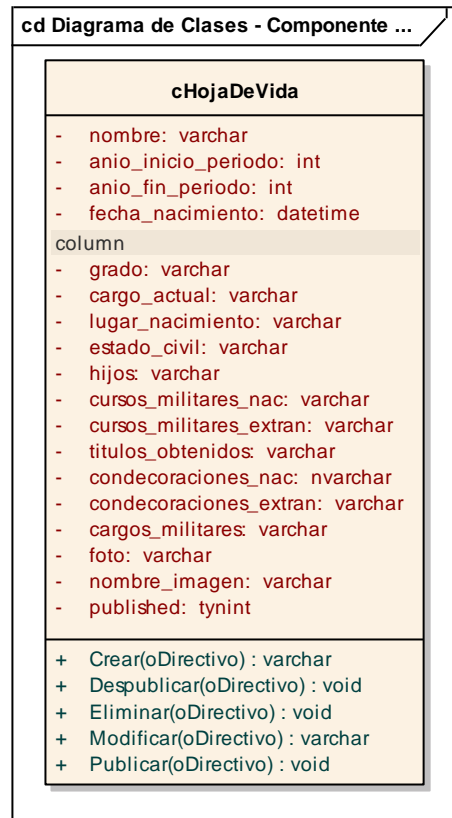 cd Diagrama de Clases - Componente ...
cHojaDeVida
- nombre: varchar
- anio_inicio_periodo: int
- anio_fin_periodo: int
- fecha_nacimiento: datetime
column
- grado: varchar
- cargo_actual: varchar
- lugar_nacimiento: varchar
- estado_civil: varchar
- hijos: varchar
- cursos_militares_nac: varchar
- cursos_militares_extran: varchar
- titulos_obtenidos: varchar
- condecoraciones_nac: nvarchar
- condecoraciones_extran: varchar
- cargos_militares: varchar
- foto: varchar
- nombre_imagen: varchar
- published: tynint
+ Crear(oDirectivo) : varchar
+ Despublicar(oDirectivo) : void
+ Eliminar(oDirectivo) : void
+ Modificar(oDirectivo) : varchar
+ Publicar(oDirectivo) : void